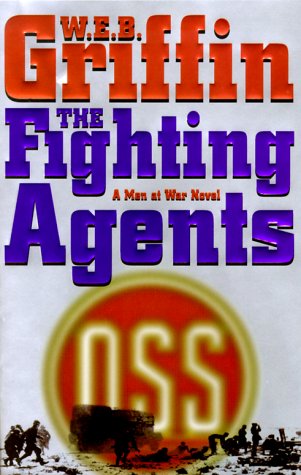 W.E.B.
Griffin
THE
Fighting
Agents
A Men at War Novel
OSS